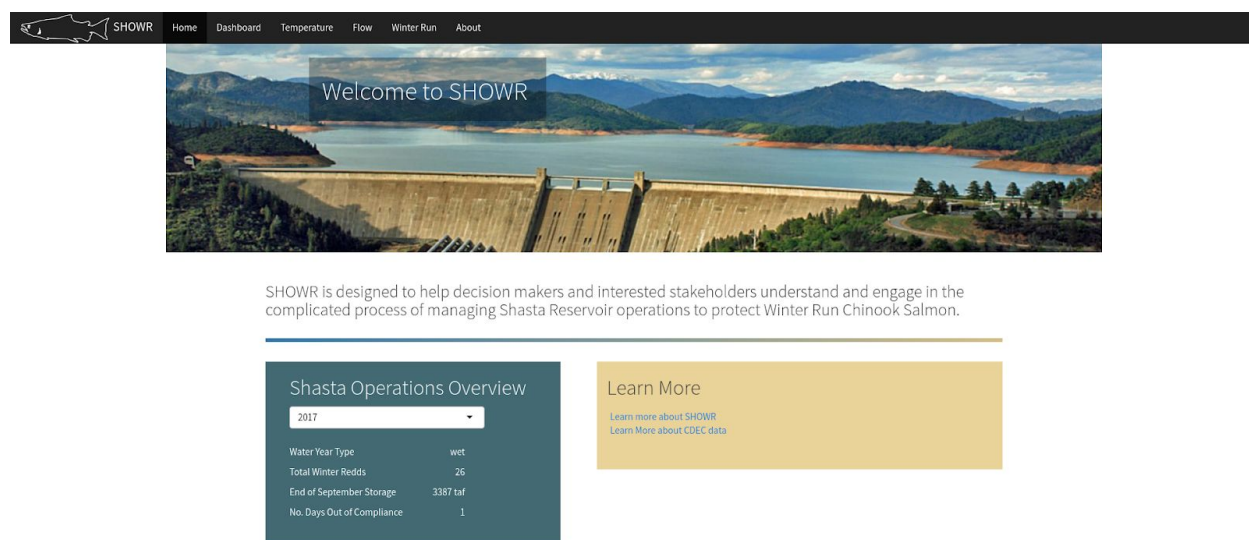 SHOWR Home Dashboard Temperature Flow Winter Run About
Welcome to SHOWR
SHOWR is designed to help decision makers and interested stakeholders understand and engage in the
complicated process of managing Shasta Reservoir operations to protect Winter Run Chinook Salmon.
Shasta Operations Overview
2017
Water Year Type wet
Total Winter Redds 26
End of September Storage 3387 taf
No. Days Out of Compliance 1
Learn More
Learn more about SHOWR
Learn More about CDEC data